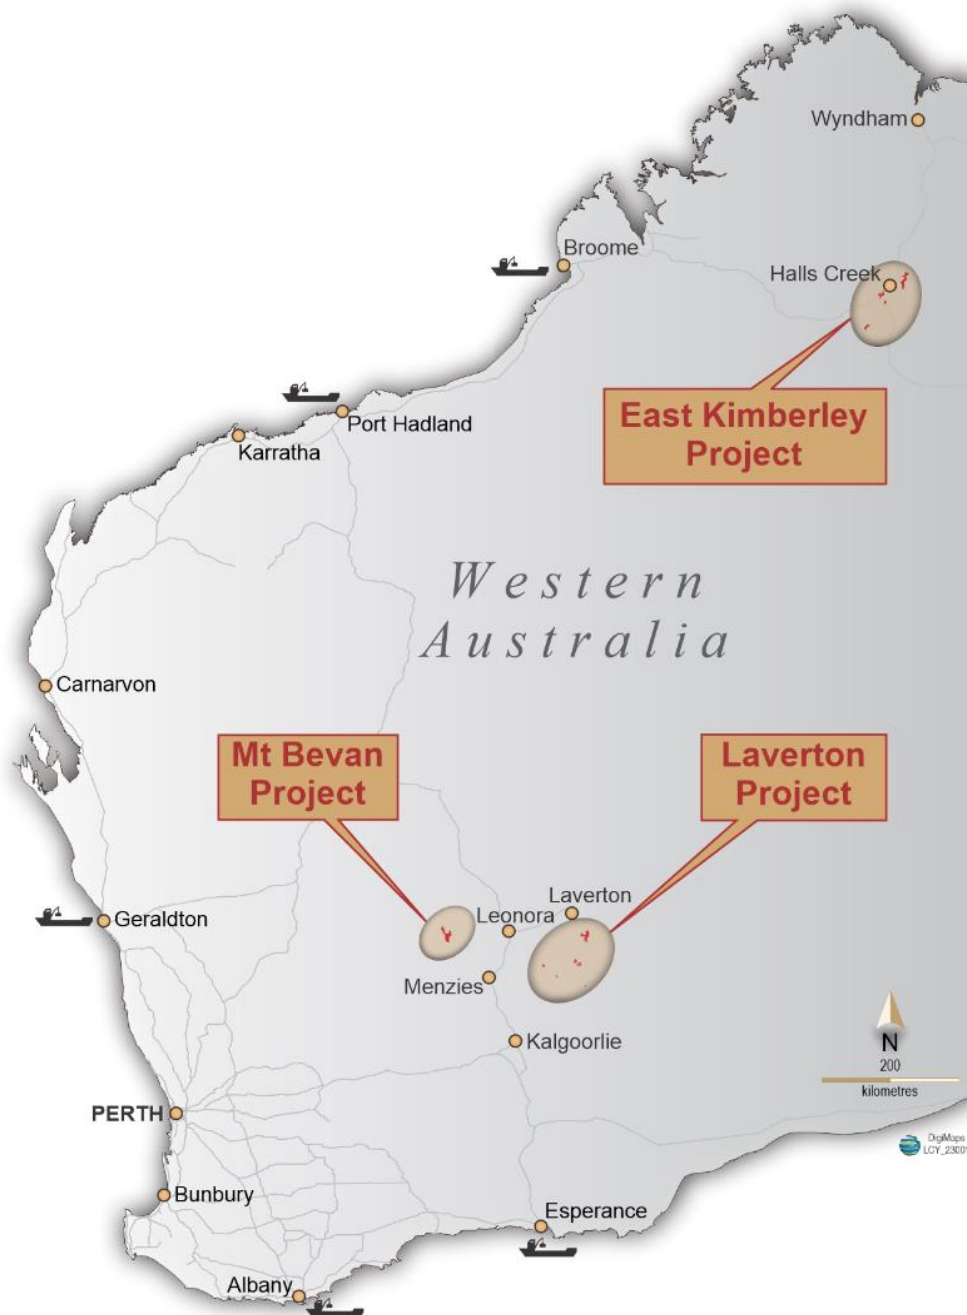 Wyndham
Broome
Halls Creek
East Kimberley
Project
Port Hadland
Karratha
Western
Australia
Carnarvon
Mt Bevan
Project
Laverton
Project
Laverton
Leonora
Geraldton
Menzies
Kalgoorlie
N
200
kilometres
PERTH
DigiMaps
Bunbury
Esperance
Albany